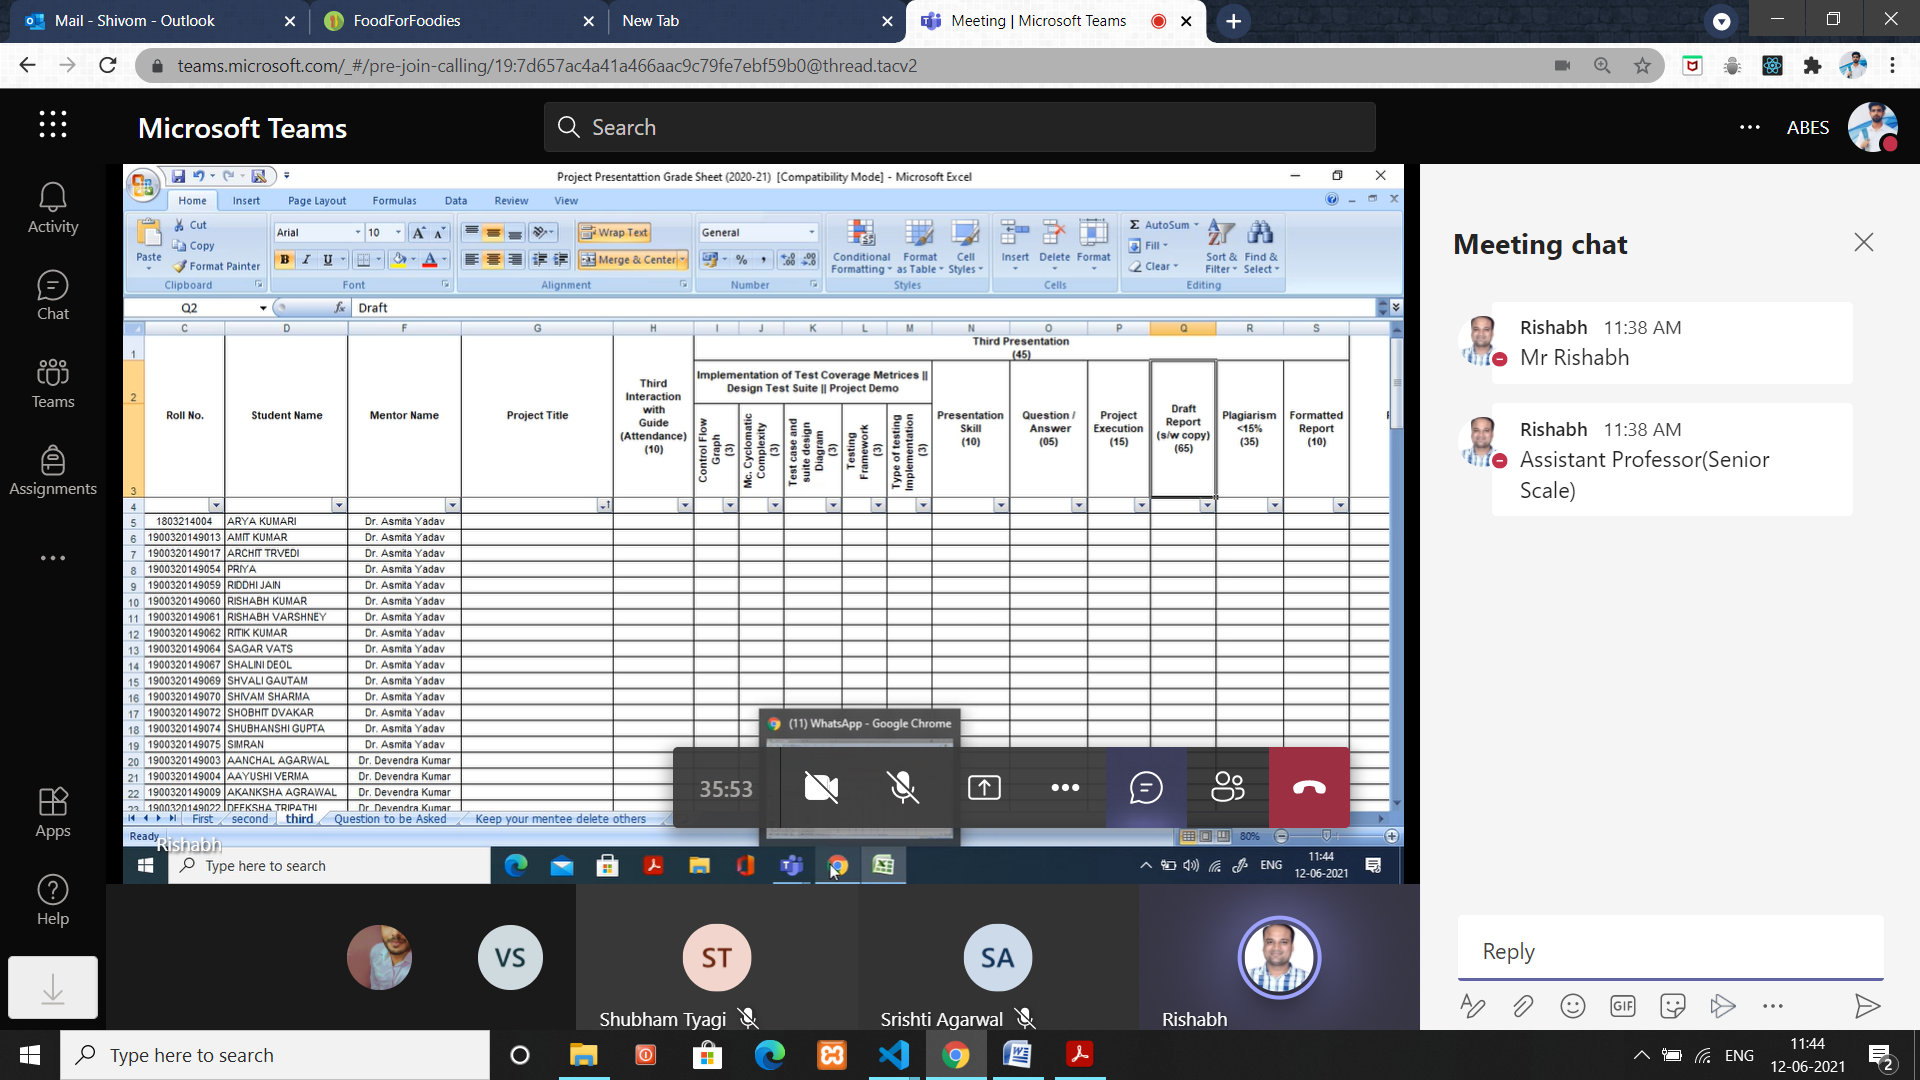 Mail - Shivom - Outlook
FoodForFoodies
New Tab
Meeting | Microsoft Teams
teams.microsoft.com/_#/pre-join-calling/19:7d657ac4a41a466aac9c79fe7ebf59b0@thread.tacv2
Microsoft Teams
Search
ABES
Activity
Chat
Teams
Assignments
Apps
Help
Project Presentattion Grade Sheet (2020-21) [Compatibility Mode] - Microsoft Excel
Home Insert Page Layout Formulas Data Review View
Paste
Cut
Copy
Format Painter
Clipboard
Arial 10
B I U
Font
Wrap Text
Merge & Center
Alignment
General
Number
Conditional Formatting
Format as Table
Cell Styles
Styles
Insert Delete Format
Cells
AutoSum
Fill
Clear
Sort & Filter
Find & Select
Editing
Q2 fx Draft
C D F G H I J K L M N O P Q R S
1
2
3
4
Third Presentation
(45)
Roll No.
Student Name
Mentor Name
Project Title
Third
Interaction
with
Guide
(Attendance)
(10)
Implementation of Test Coverage Metrices ||
Design Test Suite || Project Demo
Control Flow
Graph
(3)
Mc. Cyclomatic
Complexity
(3)
Test case and
suite design
Diagram
(3)
Testing
Framework
(3)
Type of testing
Implementation
(3)
Presentation
Skill
(10)
Question /
Answer
(05)
Project
Execution
(15)
Draft
Report
(s/w copy)
(65)
Plagiarism
<15%
(35)
Formatted
Report
(10)
5 1803214004 ARYA KUMARI Dr. Asmita Yadav
6 1900320149013 AMIT KUMAR Dr. Asmita Yadav
7 1900320149017 ARCHIT TRVEDI Dr. Asmita Yadav
8 1900320149054 PRIYA Dr. Asmita Yadav
9 1900320149059 RIDDHI JAIN Dr. Asmita Yadav
10 1900320149060 RISHABH KUMAR Dr. Asmita Yadav
11 1900320149061 RISHABH VARSHNEY Dr. Asmita Yadav
12 1900320149062 RITIK KUMAR Dr. Asmita Yadav
13 1900320149064 SAGAR VATS Dr. Asmita Yadav
14 1900320149067 SHALINI DEOL Dr. Asmita Yadav
15 1900320149069 SHVALI GAUTAM Dr. Asmita Yadav
16 1900320149070 SHIVAM SHARMA Dr. Asmita Yadav
17 1900320149072 SHOBHIT DVAKAR Dr. Asmita Yadav
18 1900320149074 SHUBHANSHI GUPTA Dr. Asmita Yadav
19 1900320149075 SIMRAN Dr. Asmita Yadav
20 1900320149003 AANCHAL AGARWAL Dr. Devendra Kumar
21 1900320149004 AAYUSHI VERMA Dr. Devendra Kumar
22 1900320149009 AKANKSHA AGRAWAL Dr. Devendra Kumar
23 1900320149022 DEEKSHA TRIPATHI Dr. Devendra Kumar
First second third Question to be Asked Keep your mentee delete others
Ready
80%
(11) WhatsApp - Google Chrome
35:53
Rishabh
Type here to search
ENG
11:44
12-06-2021
VS
ST
Shubham Tyagi
SA
Srishti Agarwal
Rishabh
Meeting chat
Rishabh 11:38 AM
Mr Rishabh
Rishabh 11:38 AM
Assistant Professor(Senior
Scale)
Reply
GIF
Type here to search
ENG
11:44
12-06-2021
2